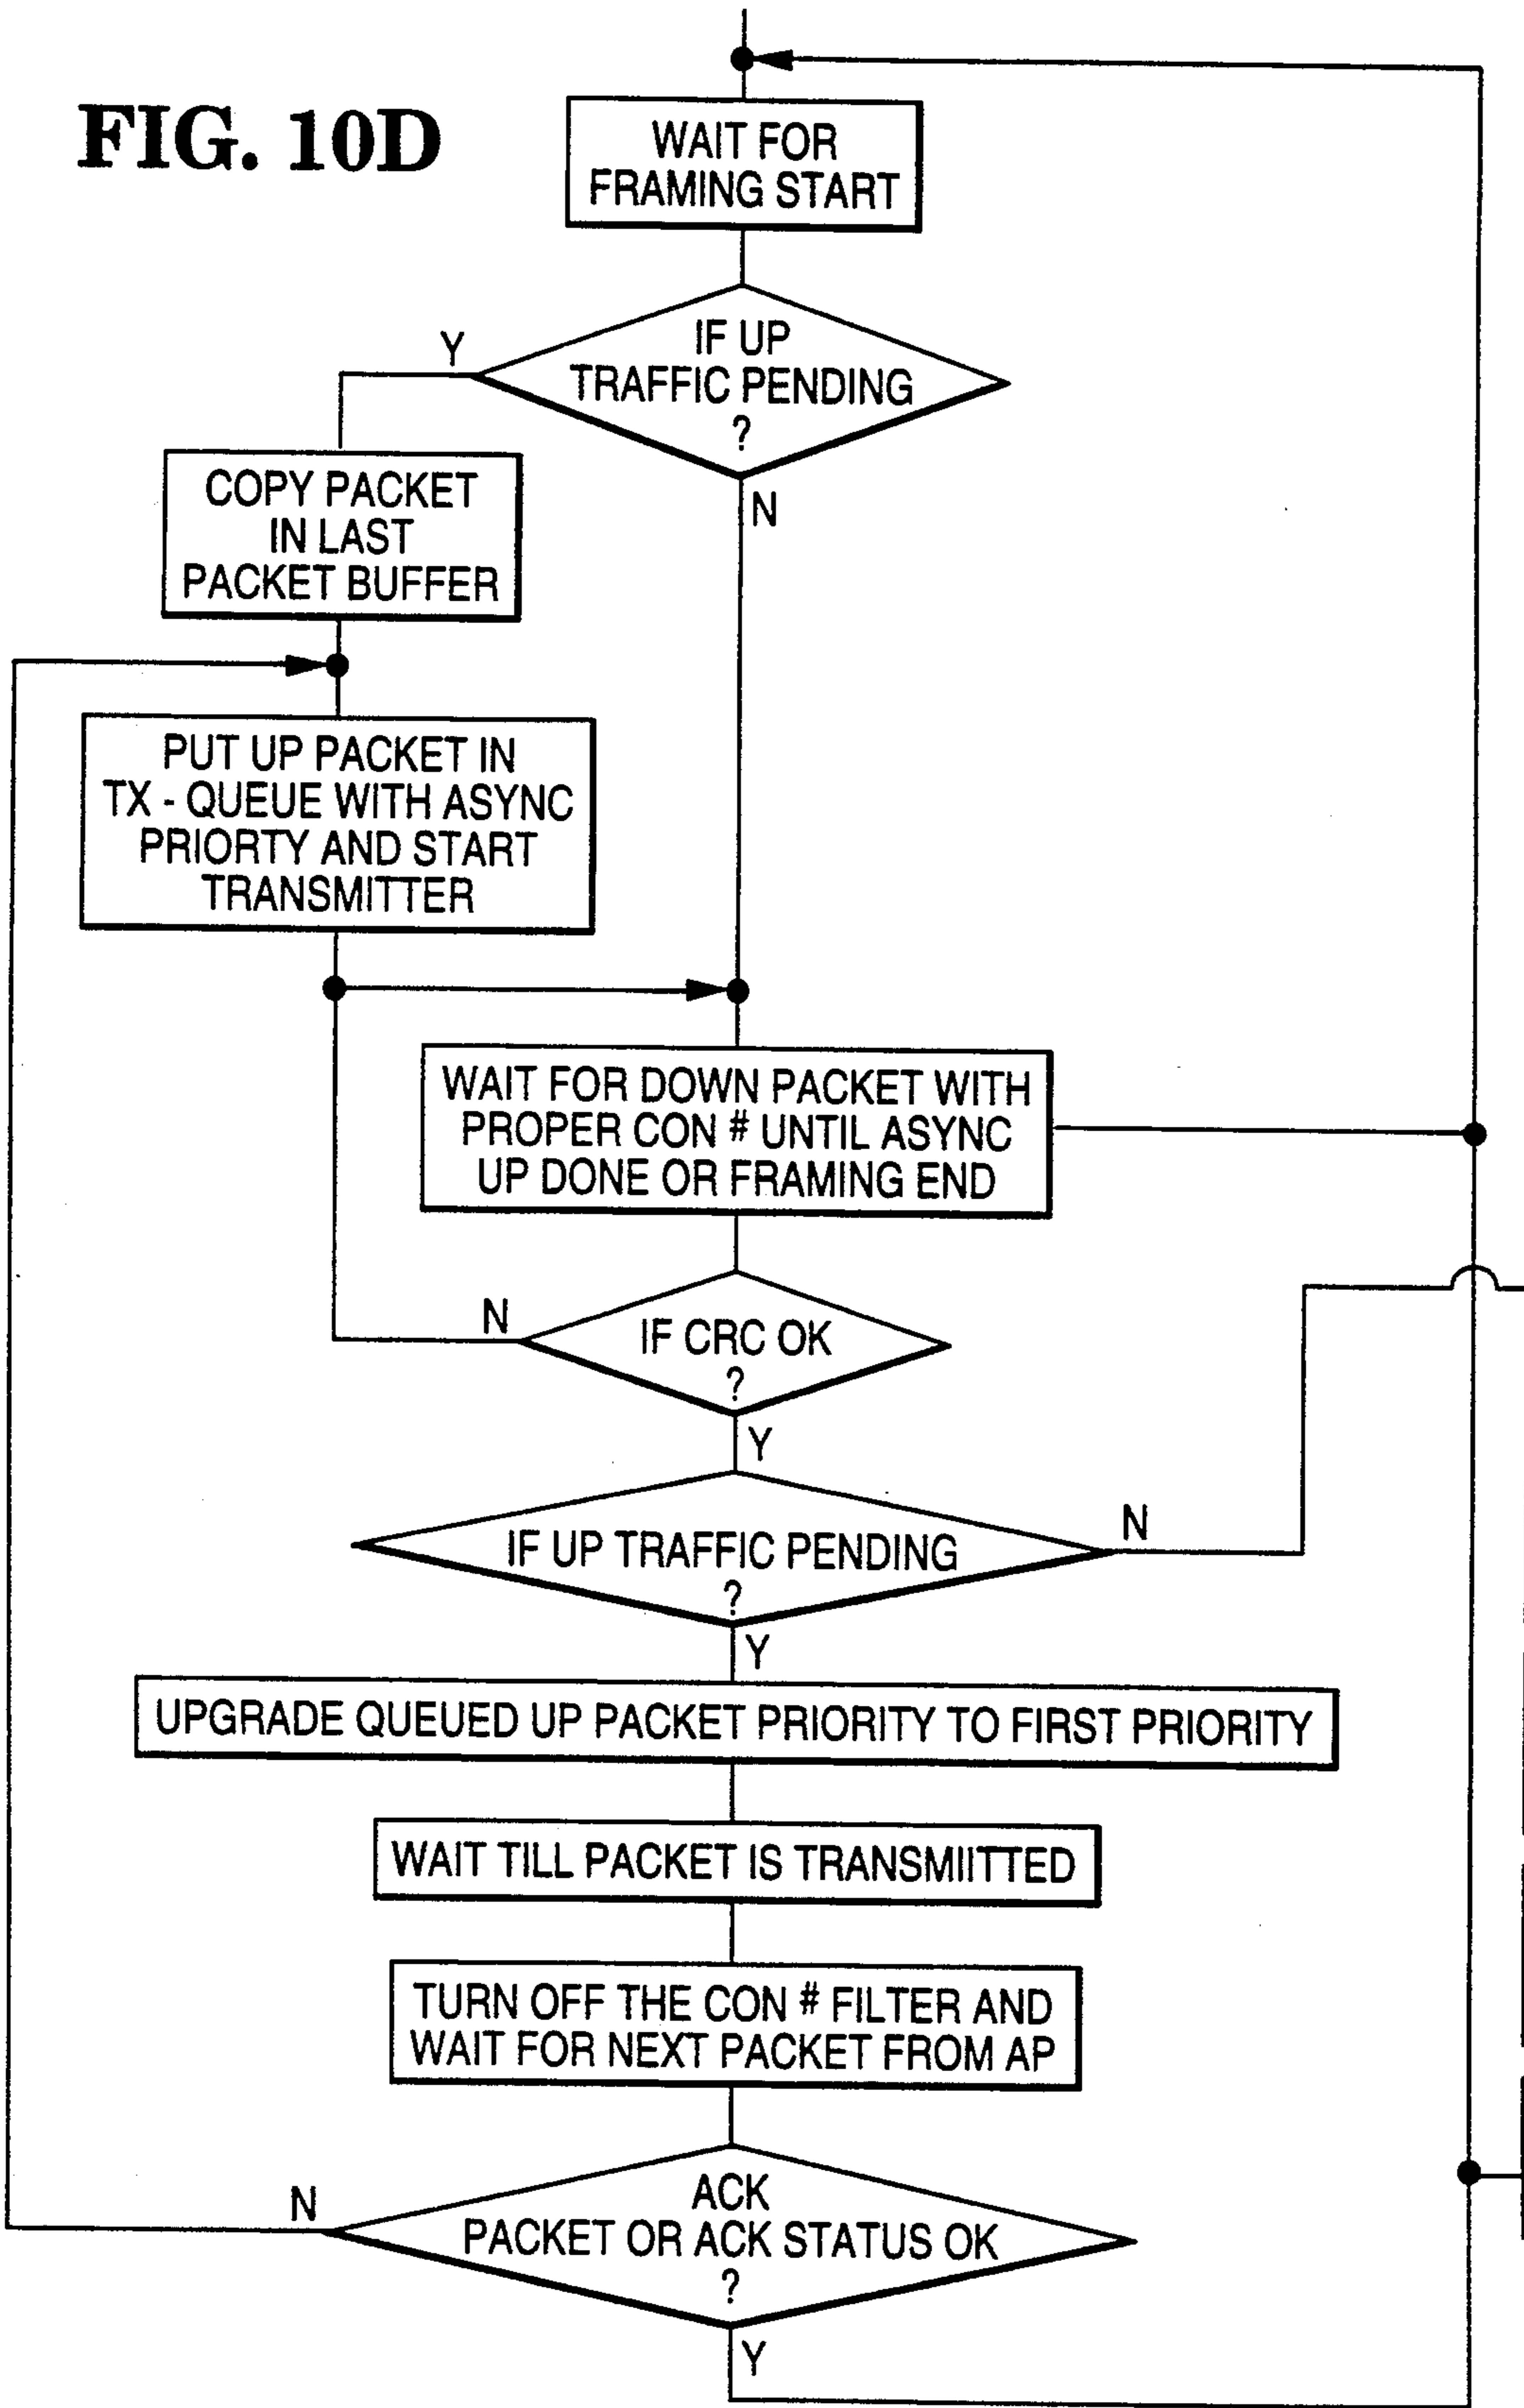 FIG. 10D
WAIT FOR
FRAMING START
IF UP
TRAFFIC PENDING
?
Y
N
COPY PACKET
IN LAST
PACKET BUFFER
PUT UP PACKET IN
TX - QUEUE WITH ASYNC
PRIORTY AND START
TRANSMITTER
WAIT FOR DOWN PACKET WITH
PROPER CON # UNTIL ASYNC
UP DONE OR FRAMING END
IF CRC OK
?
N
Y
IF UP TRAFFIC PENDING
?
N
Y
UPGRADE QUEUED UP PACKET PRIORITY TO FIRST PRIORITY
WAIT TILL PACKET IS TRANSMIITTED
TURN OFF THE CON # FILTER AND
WAIT FOR NEXT PACKET FROM AP
ACK
PACKET OR ACK STATUS OK
?
N
Y